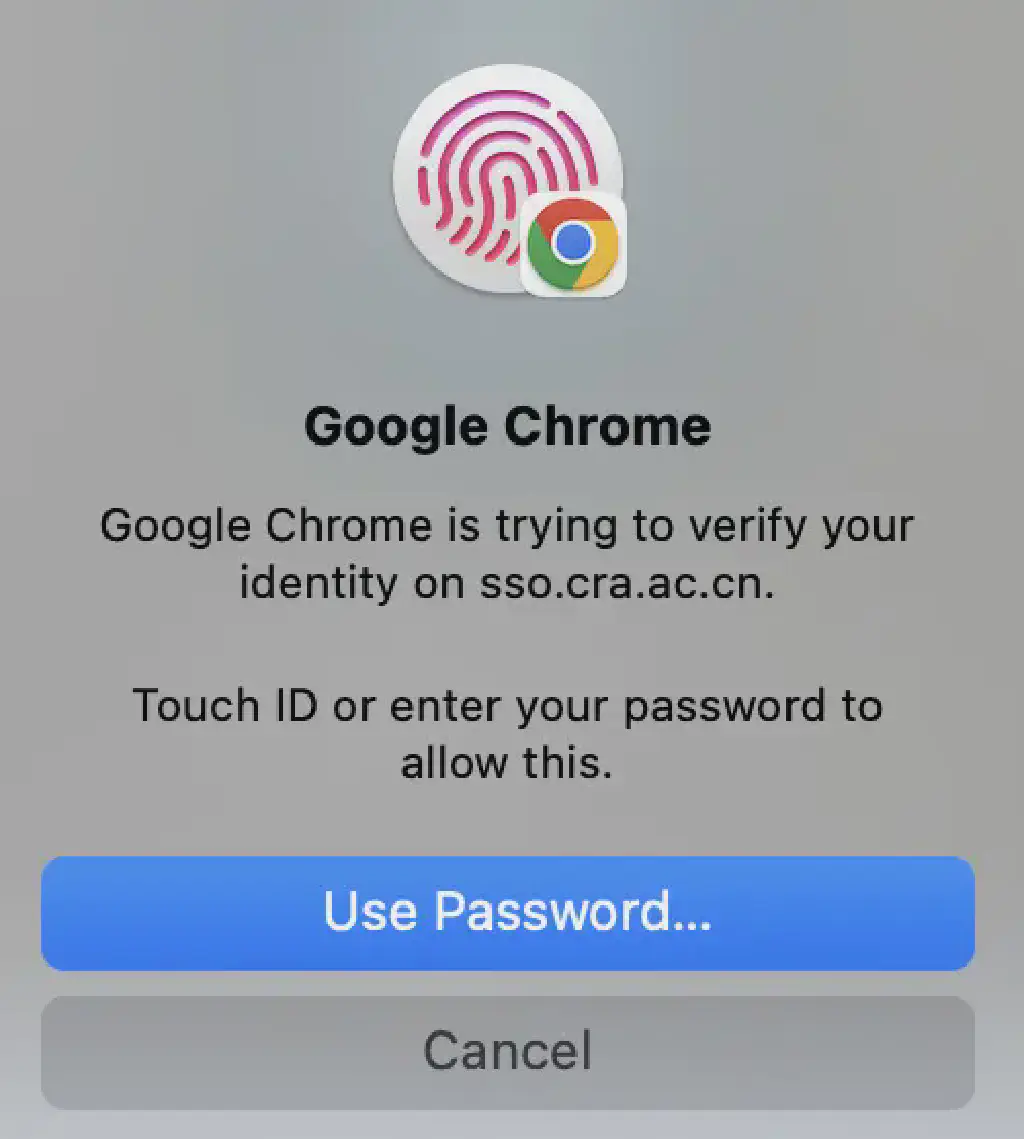 Google Chrome
Google Chrome is trying to verify your
identity on sso.cra.ac.cn.
Touch ID or enter your password to
allow this.
Use Password...
Cancel